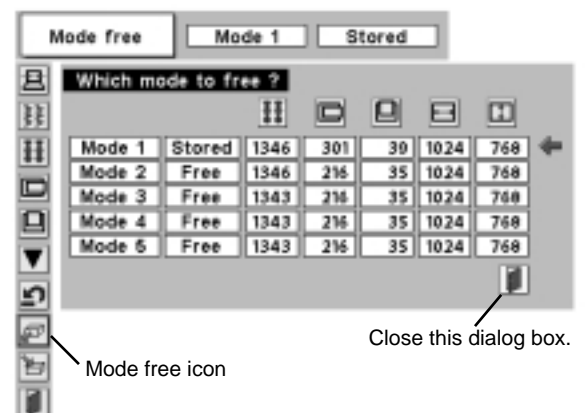 Mode free Mode 1 Stored
Which mode to free ?
Mode 1 Stored 1346 301 39 1024 768
Mode 2 Free 1346 216 35 1024 768
Mode 3 Free 1343 216 35 1024 768
Mode 4 Free 1343 216 35 1024 768
Mode 5 Free 1343 216 35 1024 768
Close this dialog box.
Mode free icon